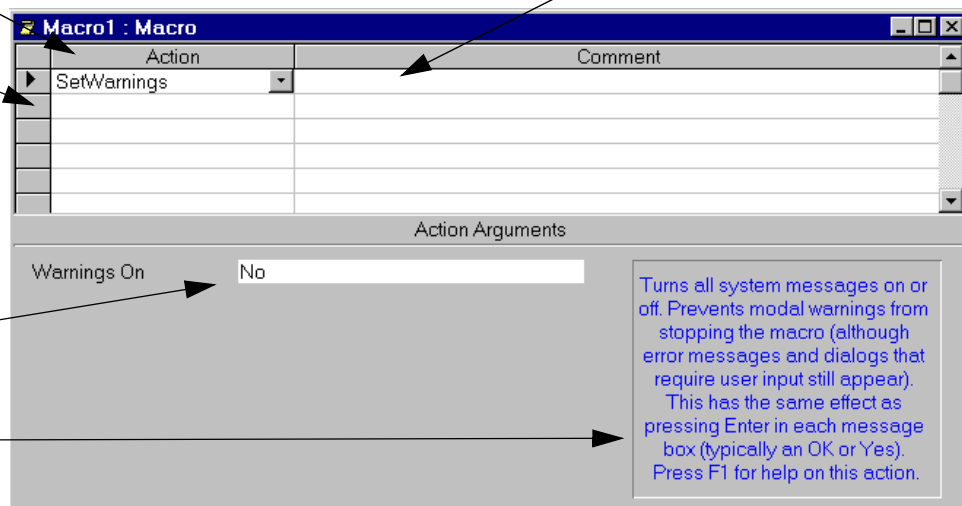 Macro1 : Macro
Action Comment
SetWarnings
Action Arguments
Warnings On No
Turns all system messages on or
off. Prevents modal warnings from
stopping the macro (although
error messages and dialogs that
require user input still appear).
This has the same effect as
pressing Enter in each message
box (typically an OK or Yes).
Press F1 for help on this action.